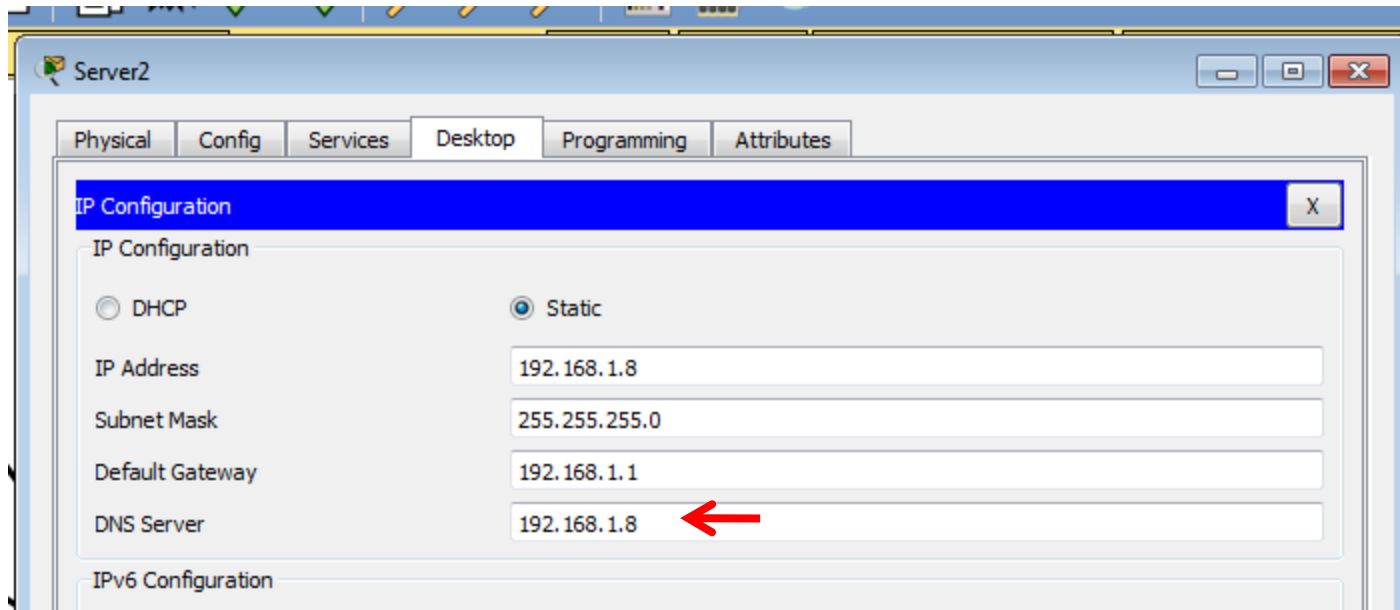 Server2
Physical Config Services Desktop Programming Attributes
IP Configuration X
IP Configuration
DHCP Static
IP Address 192.168.1.8
Subnet Mask 255.255.255.0
Default Gateway 192.168.1.1
DNS Server 192.168.1.8
IPv6 Configuration